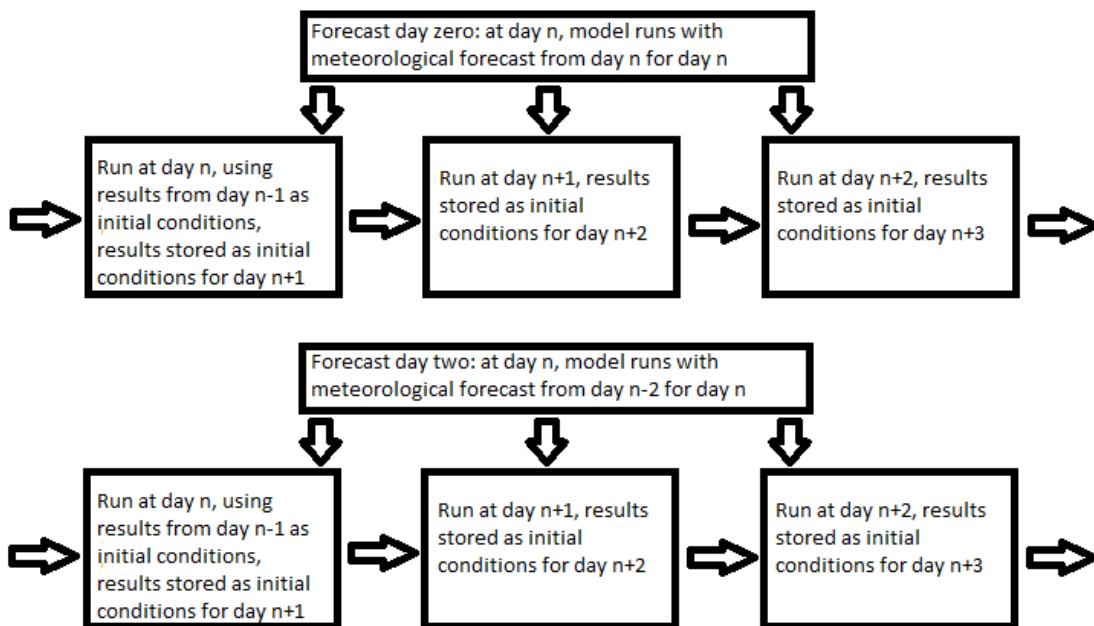 Forecast day zero: at day n, model runs with
meteorological forecast from day n for day n
Run at day n, using
results from day n-1 as
initial conditions,
results stored as initial
conditions for day n+1
Run at day n+1, results
stored as initial
conditions for day n+2
Run at day n+2, results
stored as initial
conditions for day n+3
Forecast day two: at day n, model runs with
meteorological forecast from day n-2 for day n
Run at day n, using
results from day n-1 as
initial conditions,
results stored as initial
conditions for day n+1
Run at day n+1, results
stored as initial
conditions for day n+2
Run at day n+2, results
stored as initial
conditions for day n+3